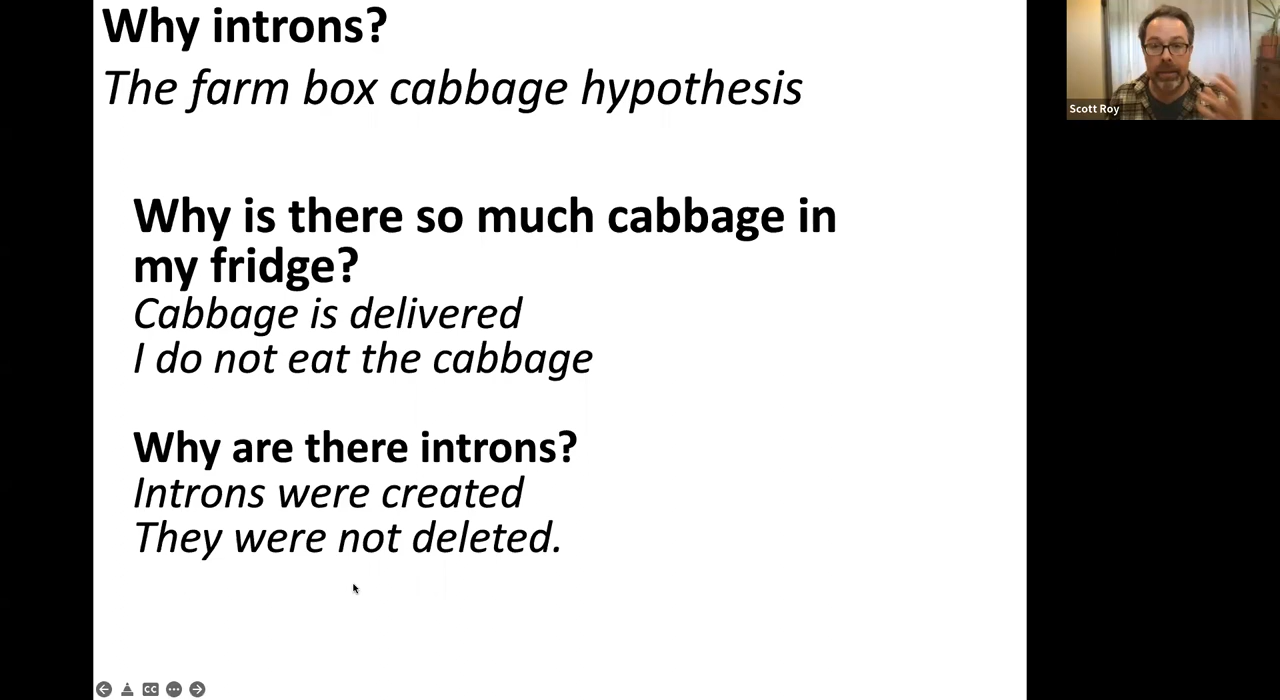 Why introns?
The farm box cabbage hypothesis
Why is there so much cabbage in
my fridge?
Cabbage is delivered
I do not eat the cabbage
Why are there introns?
Introns were created
They were not deleted.
Scott Roy
CC